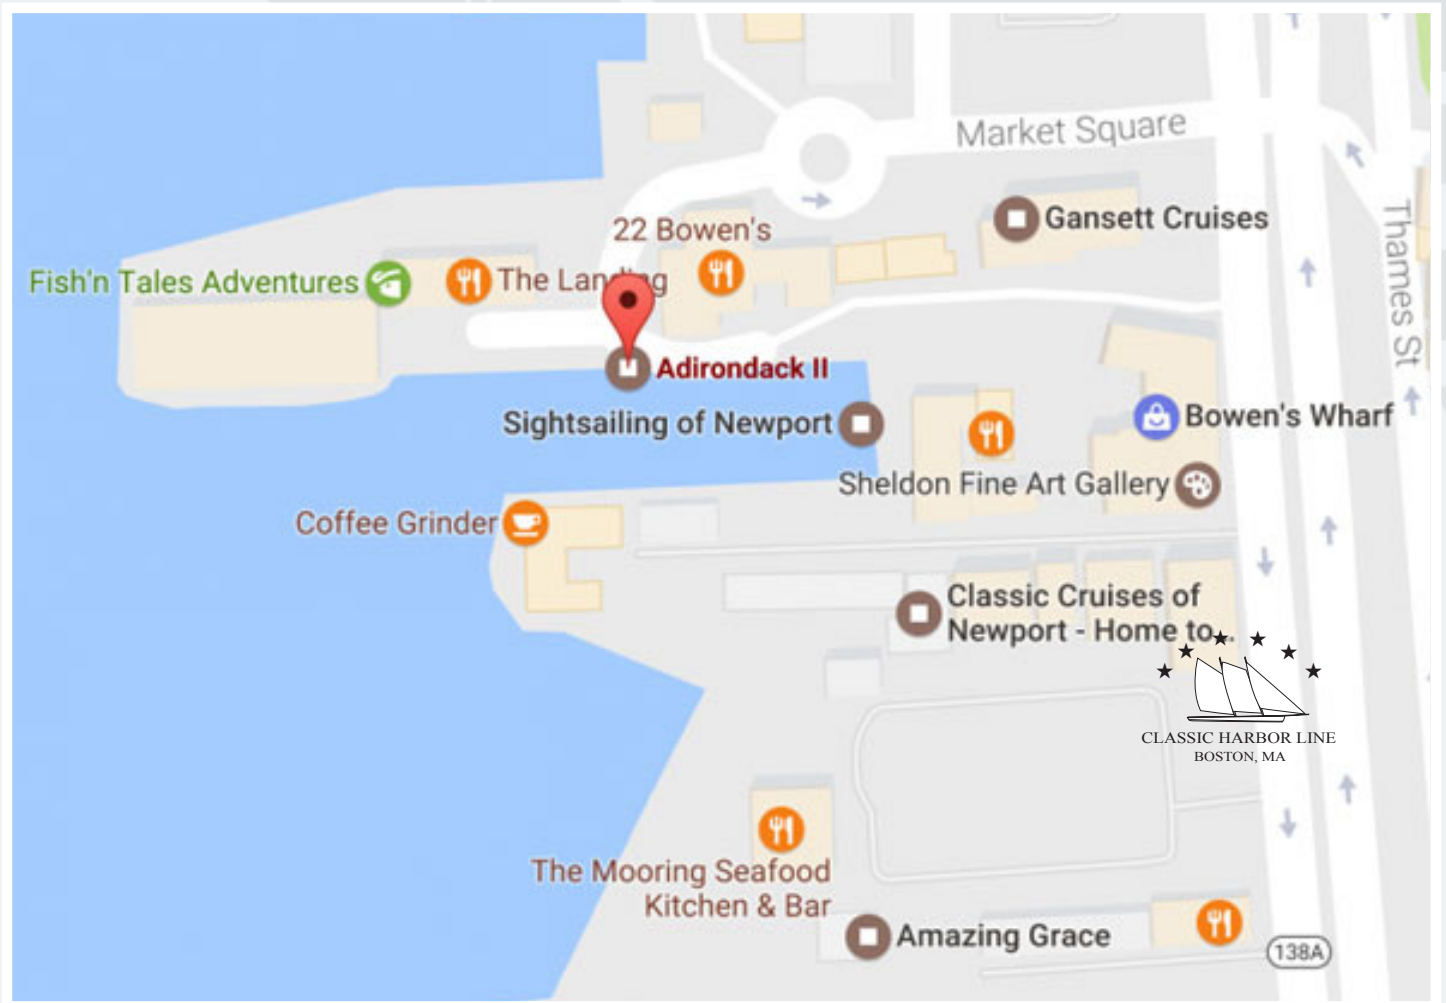 Market Square
Gansett Cruises
22 Bowen's
Fish'n Tales Adventures
The Landing
Thames St
Adirondack II
Sightsailing of Newport
Bowen's Wharf
Sheldon Fine Art Gallery
Coffee Grinder
Classic Cruises of
Newport - Home to...
CLASSIC HARBOR LINE
BOSTON, MA
The Mooring Seafood
Kitchen & Bar
Amazing Grace
138A